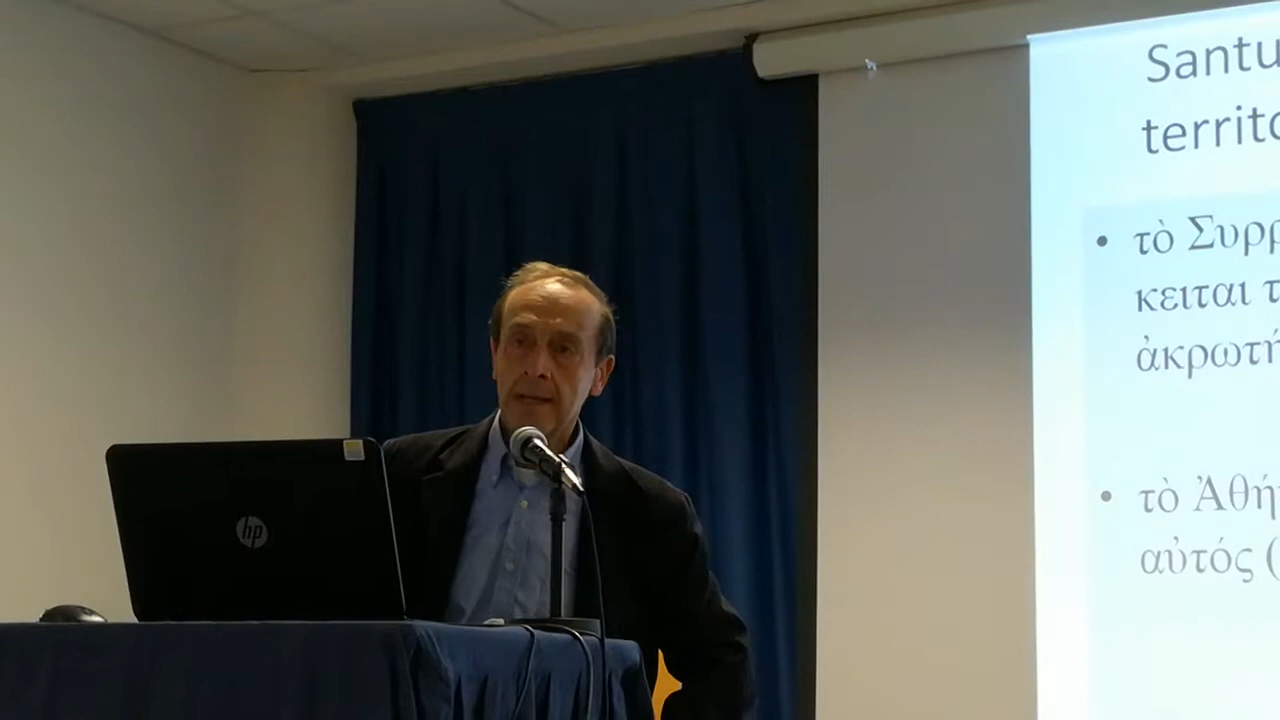 Santu
territo
• τὸ Συρρ
κειται τ
ἀκρωτή
• τὸ Ἀθή
αὐτός (
hp